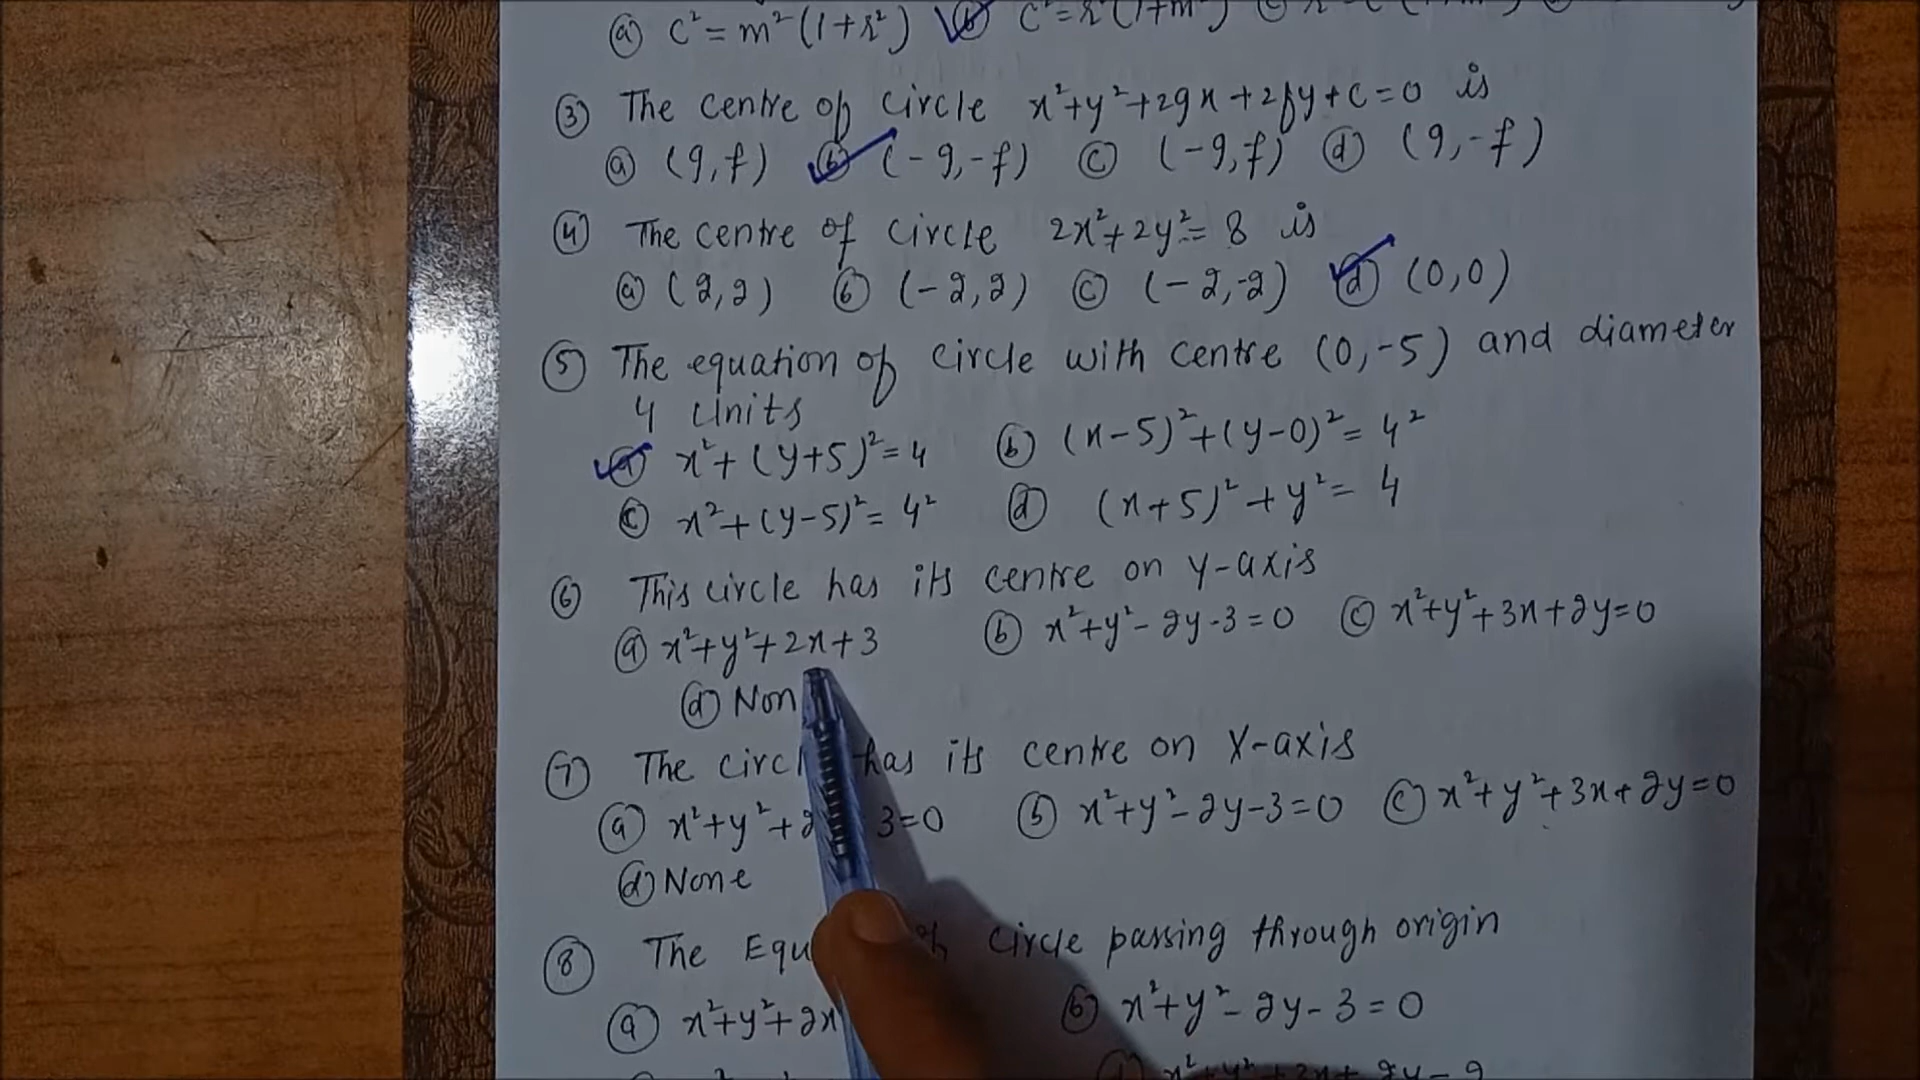 ⓐ C²=m²(1+r²) ⓑ C²=r²(1+m²) ⓒ
③ The centre of circle x²+y²+2gx+2fy+c=0 is
ⓐ (g,f) ⓑ (-g,-f) ⓒ (-g,f) ⓓ (g,-f)
④ The centre of circle 2x²+2y²=8 is
ⓐ (2,2) ⓑ (-2,2) ⓒ (-2,-2) ⓓ (0,0)
⑤ The equation of circle with centre (0,-5) and diameter
4 Units
ⓐ x²+(y+5)²=4 ⓑ (x-5)²+(y-0)²=4²
ⓒ x²+(y-5)²=4² ⓓ (x+5)²+y²=4
⑥ This circle has its centre on y-axis
ⓐ x²+y²+2x+3 ⓑ x²+y²-2y-3=0 ⓒ x²+y²+3x+2y=0
ⓓ Non
⑦ The circl has its centre on X-axis
ⓐ x²+y²+2 3=0 ⓑ x²+y²-2y-3=0 ⓒ x²+y²+3x+2y=0
ⓓ None
⑧ The Equ of circle passing through origin
ⓐ x²+y²+2x ⓑ x²+y²-2y-3=0